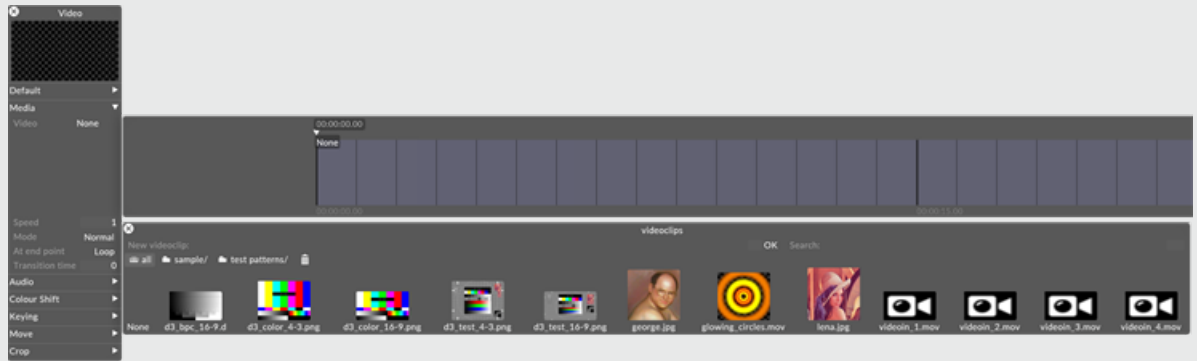 Video
Default
Media
Video None
Speed 1
Mode Normal
At end point Loop
Transition time 0
Audio
Colour Shift
Keying
Move
Crop
00:00:00.00
None
00:00:00.00 00:00:15.00
videoclips
New videoclip: OK Search:
all sample/ test patterns/
None d3_bpc_16-9.d d3_color_4-3.png d3_color_16-9.png d3_test_4-3.png d3_test_16-9.png george.jpg glowing_circles.mov lena.jpg videoin_1.mov videoin_2.mov videoin_3.mov videoin_4.mov